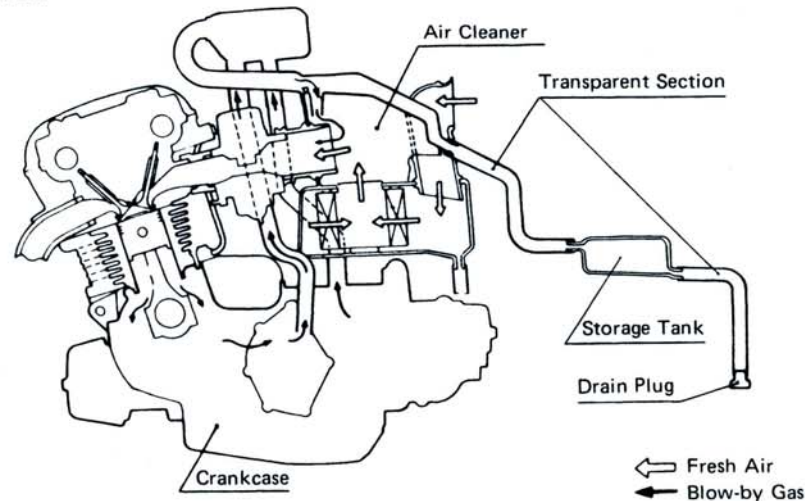 Air Cleaner
Transparent Section
Storage Tank
Drain Plug
Crankcase
Fresh Air
Blow-by Gas